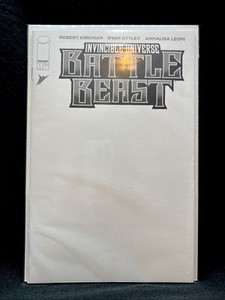 ROBERT KIRKMAN RYAN OTTLEY ANNALISA LEONI
INVINCIBLE UNIVERSE
BATTLE
BEAST